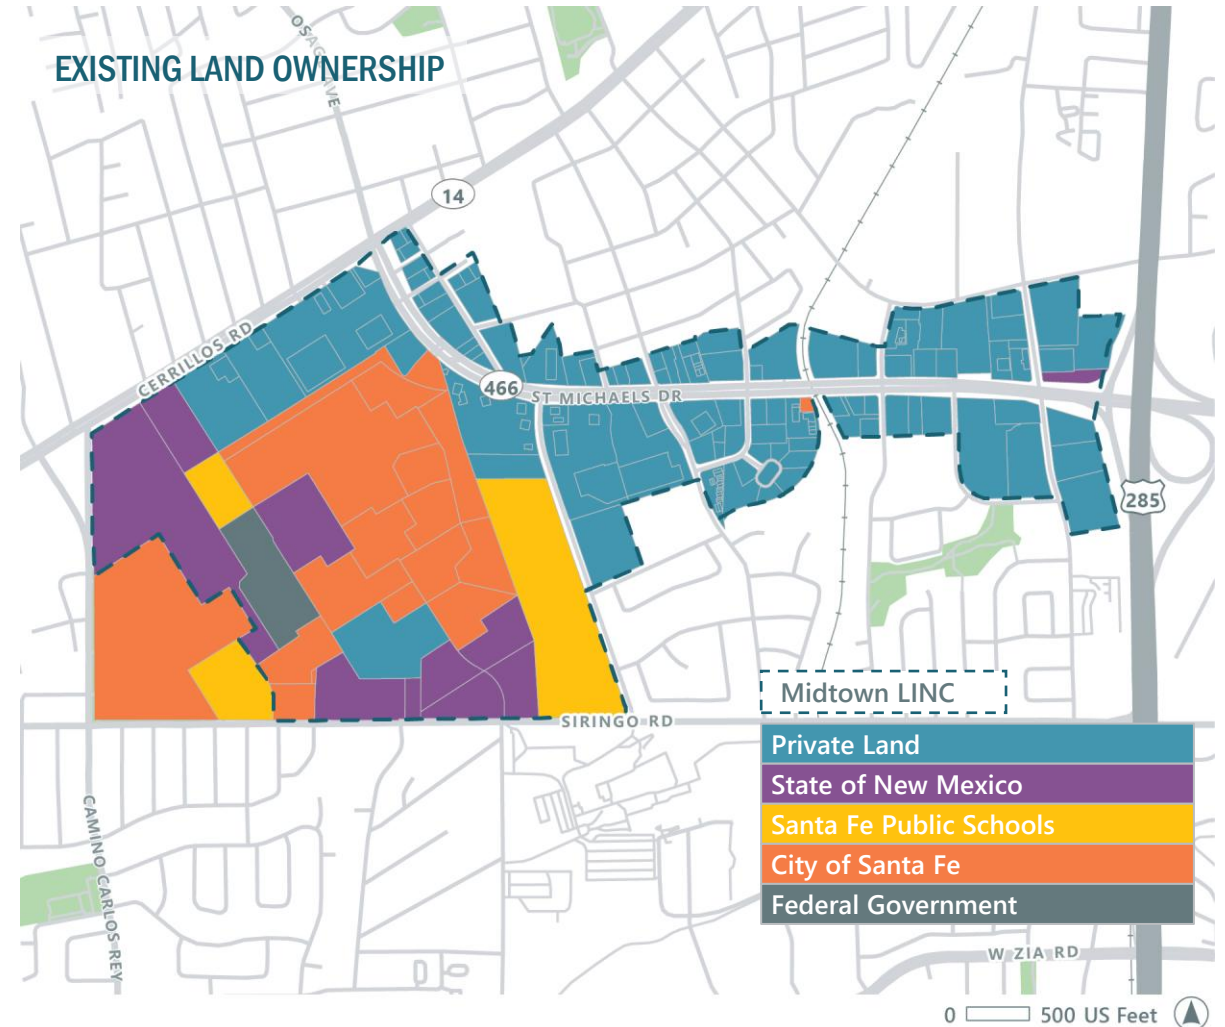 EXISTING LAND OWNERSHIP
OSAGE AVE
14
CERRILLOS RD
466
ST MICHAELS DR
285
Midtown LINC
SIRINGO RD
Private Land
State of New Mexico
Santa Fe Public Schools
City of Santa Fe
Federal Government
CAMINO CARLOS REY
W ZIA RD
0 500 US Feet